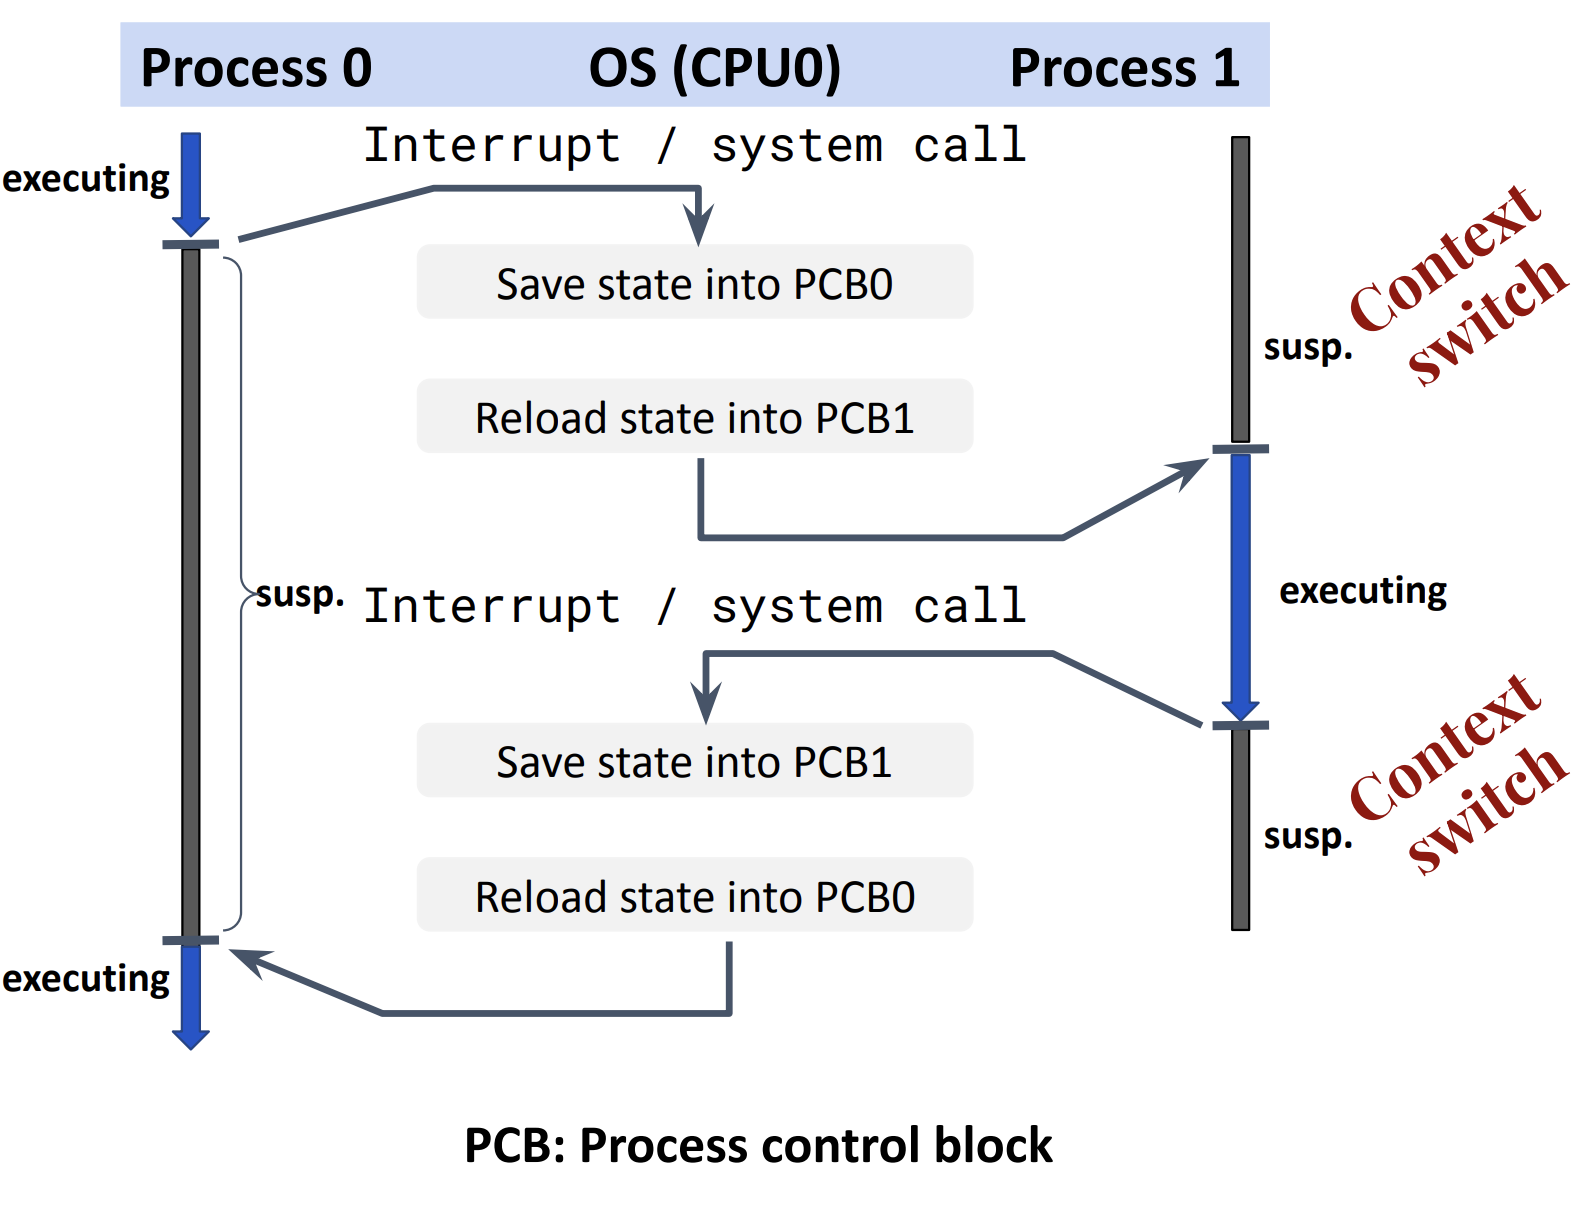 Process 0 OS (CPU0) Process 1
Interrupt / system call
executing
Context
switch
Save state into PCB0
susp.
Reload state into PCB1
susp.
Interrupt / system call
executing
Context
switch
Save state into PCB1
susp.
Reload state into PCB0
executing
PCB: Process control block